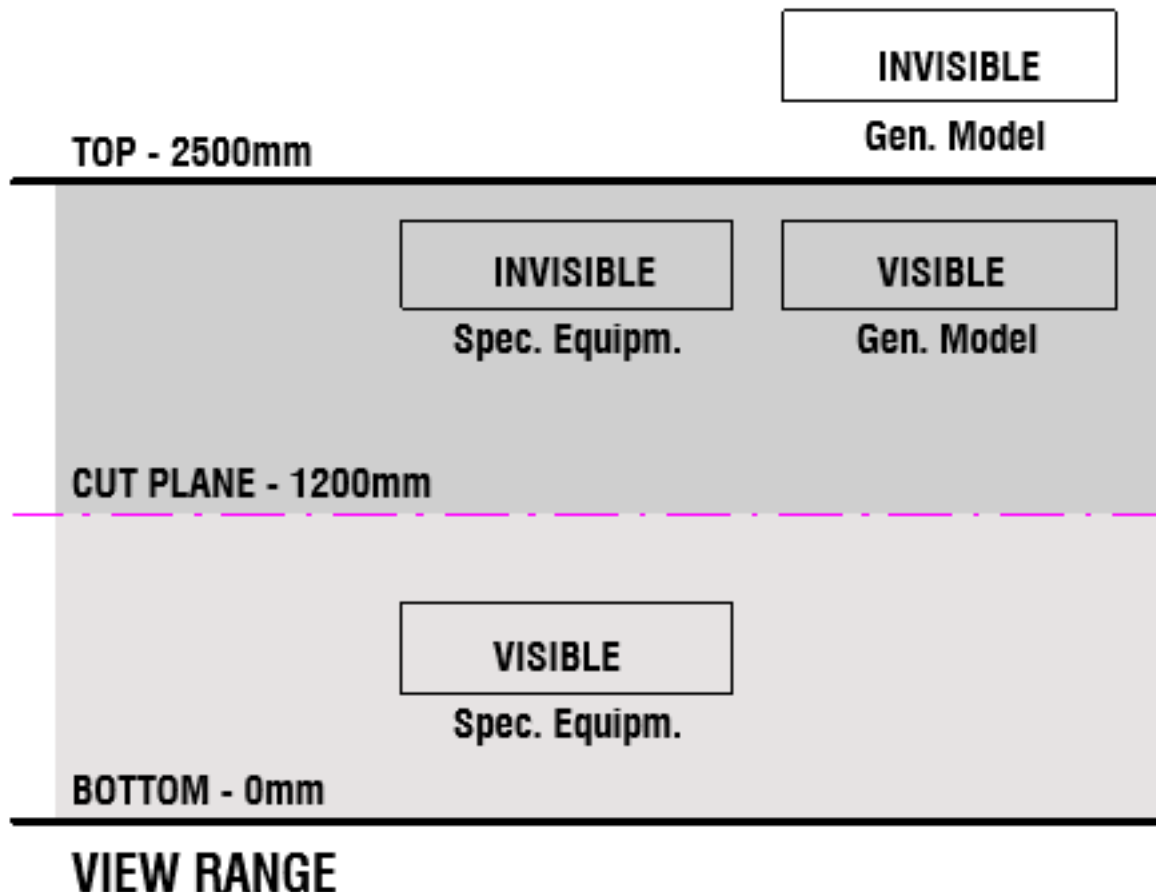 INVISIBLE
Gen. Model
TOP - 2500mm
INVISIBLE
VISIBLE
Spec. Equipm.
Gen. Model
CUT PLANE - 1200mm
VISIBLE
Spec. Equipm.
BOTTOM - 0mm
VIEW RANGE